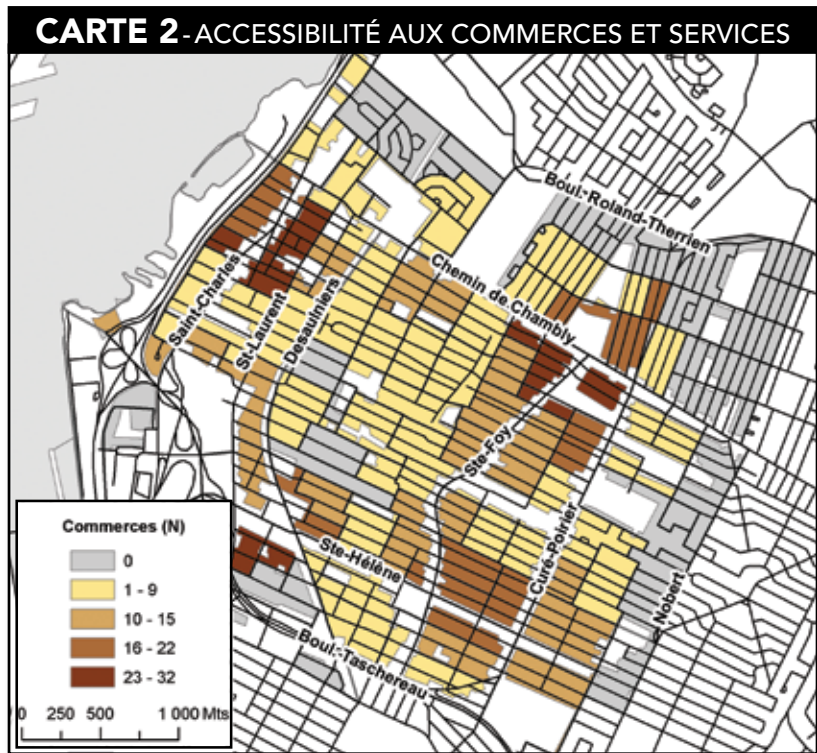 CARTE 2 - ACCESSIBILITÉ AUX COMMERCES ET SERVICES
Boul. Roland-Therrien
Chemin de Chambly
Saint-Charles
St-Laurent
Desaulniers
Ste-Foy
Curé-Poirier
Ste-Hélène
Nobert
Boul. Taschereau
Commerces (N)
0
1 - 9
10 - 15
16 - 22
23 - 32
0 250 500 1 000 Mts